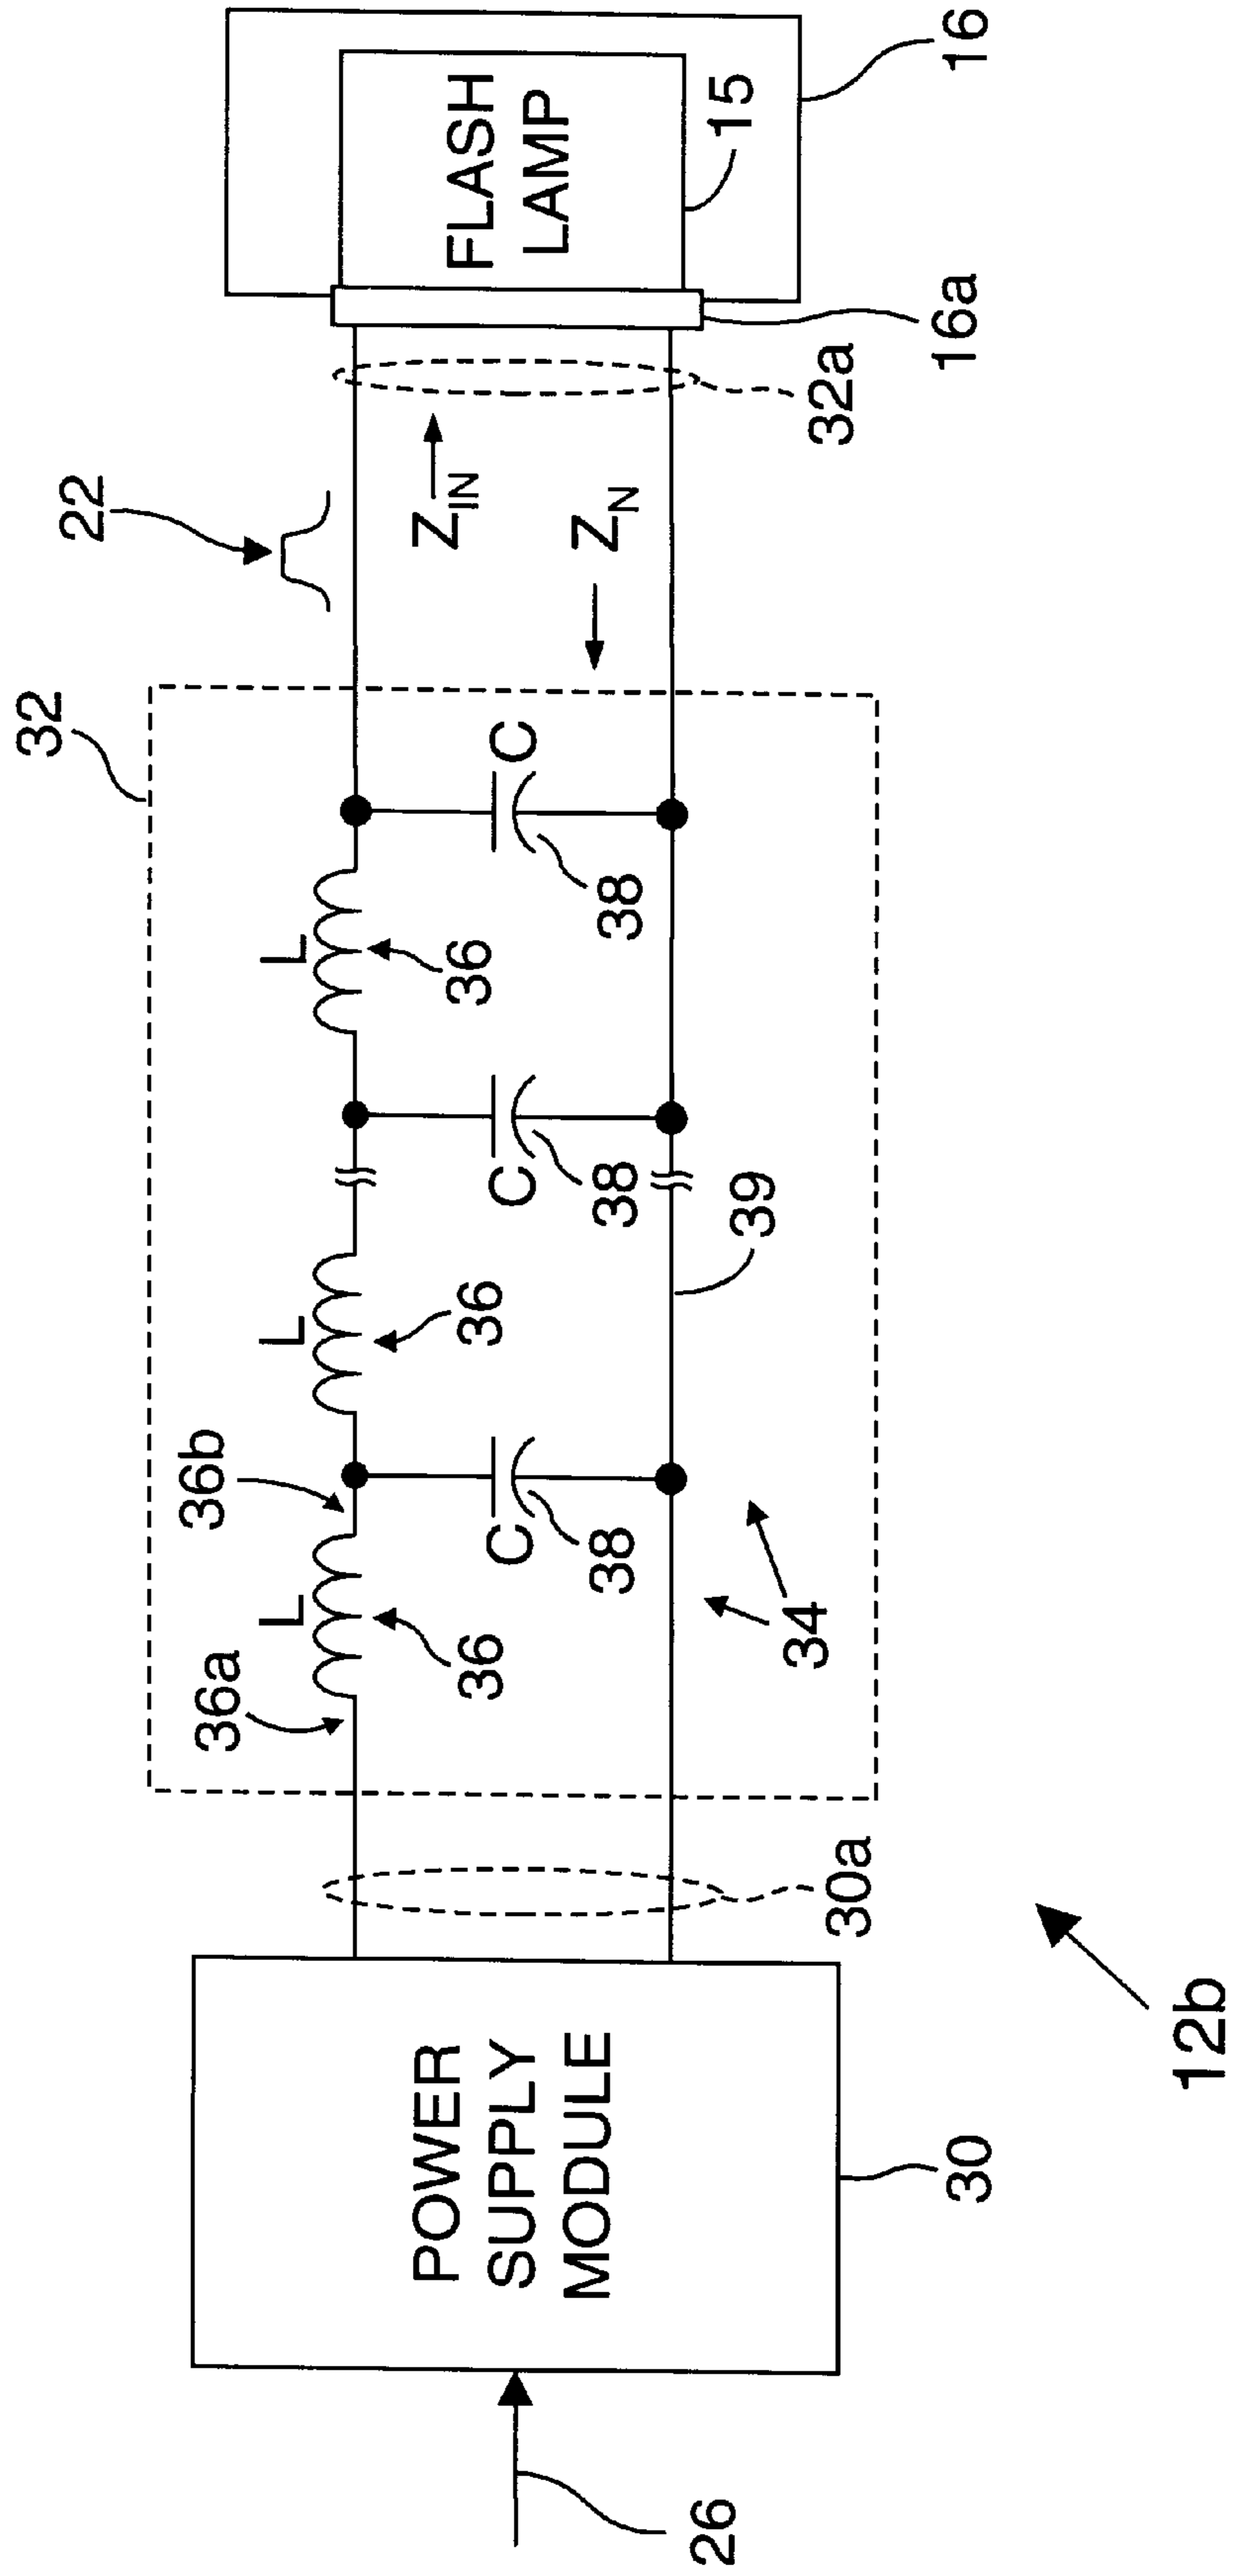 32
22
FLASH
LAMP
15
16
16a
32a
Z_IN
Z_N
36a
36b
L
L
L
36
36
36
C
C
C
38
38
38
34
39
30a
POWER
SUPPLY
MODULE
26
30
12b